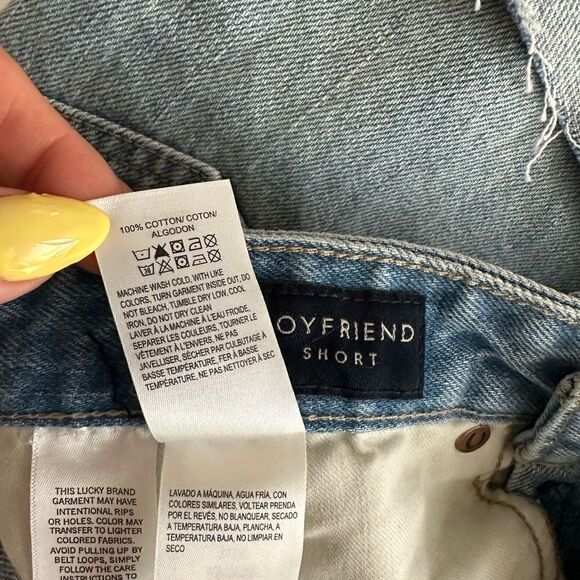 100% COTTON/ COTON/
ALGODON
MACHINE WASH COLD, WITH LIKE
COLORS, TURN GARMENT INSIDE OUT, DO
NOT BLEACH, TUMBLE DRY LOW, COOL
IRON, DO NOT DRY CLEAN
LAVER À LA MACHINE À L'EAU FROIDE,
SEPARER LES COULEURS, TOURNER LE
VÊTEMENT À L'ENVERS, NE PAS
JAVELLISER, SÉCHER PAR CULBUTAGE À
BASSE TEMPÉRATURE, FER À BASSE
TEMPÉRATURE, NE PAS NETTOYER À SEC
OYFRIEND
SHORT
THIS LUCKY BRAND
GARMENT MAY HAVE
INTENTIONAL RIPS
OR HOLES. COLOR MAY
TRANSFER TO LIGHTER
COLORED FABRICS.
AVOID PULLING UP BY
BELT LOOPS, SIMPLY
FOLLOW THE CARE
INSTRUCTIONS TO
LAVADO A MÁQUINA, AGUA FRÍA, CON
COLORES SIMILARES, VOLTEAR PRENDA
POR EL REVÉS, NO BLANQUEAR, SECADO
A TEMPERATURA BAJA, PLANCHA, A
TEMPERATURA BAJA, NO LIMPIAR EN
SECO